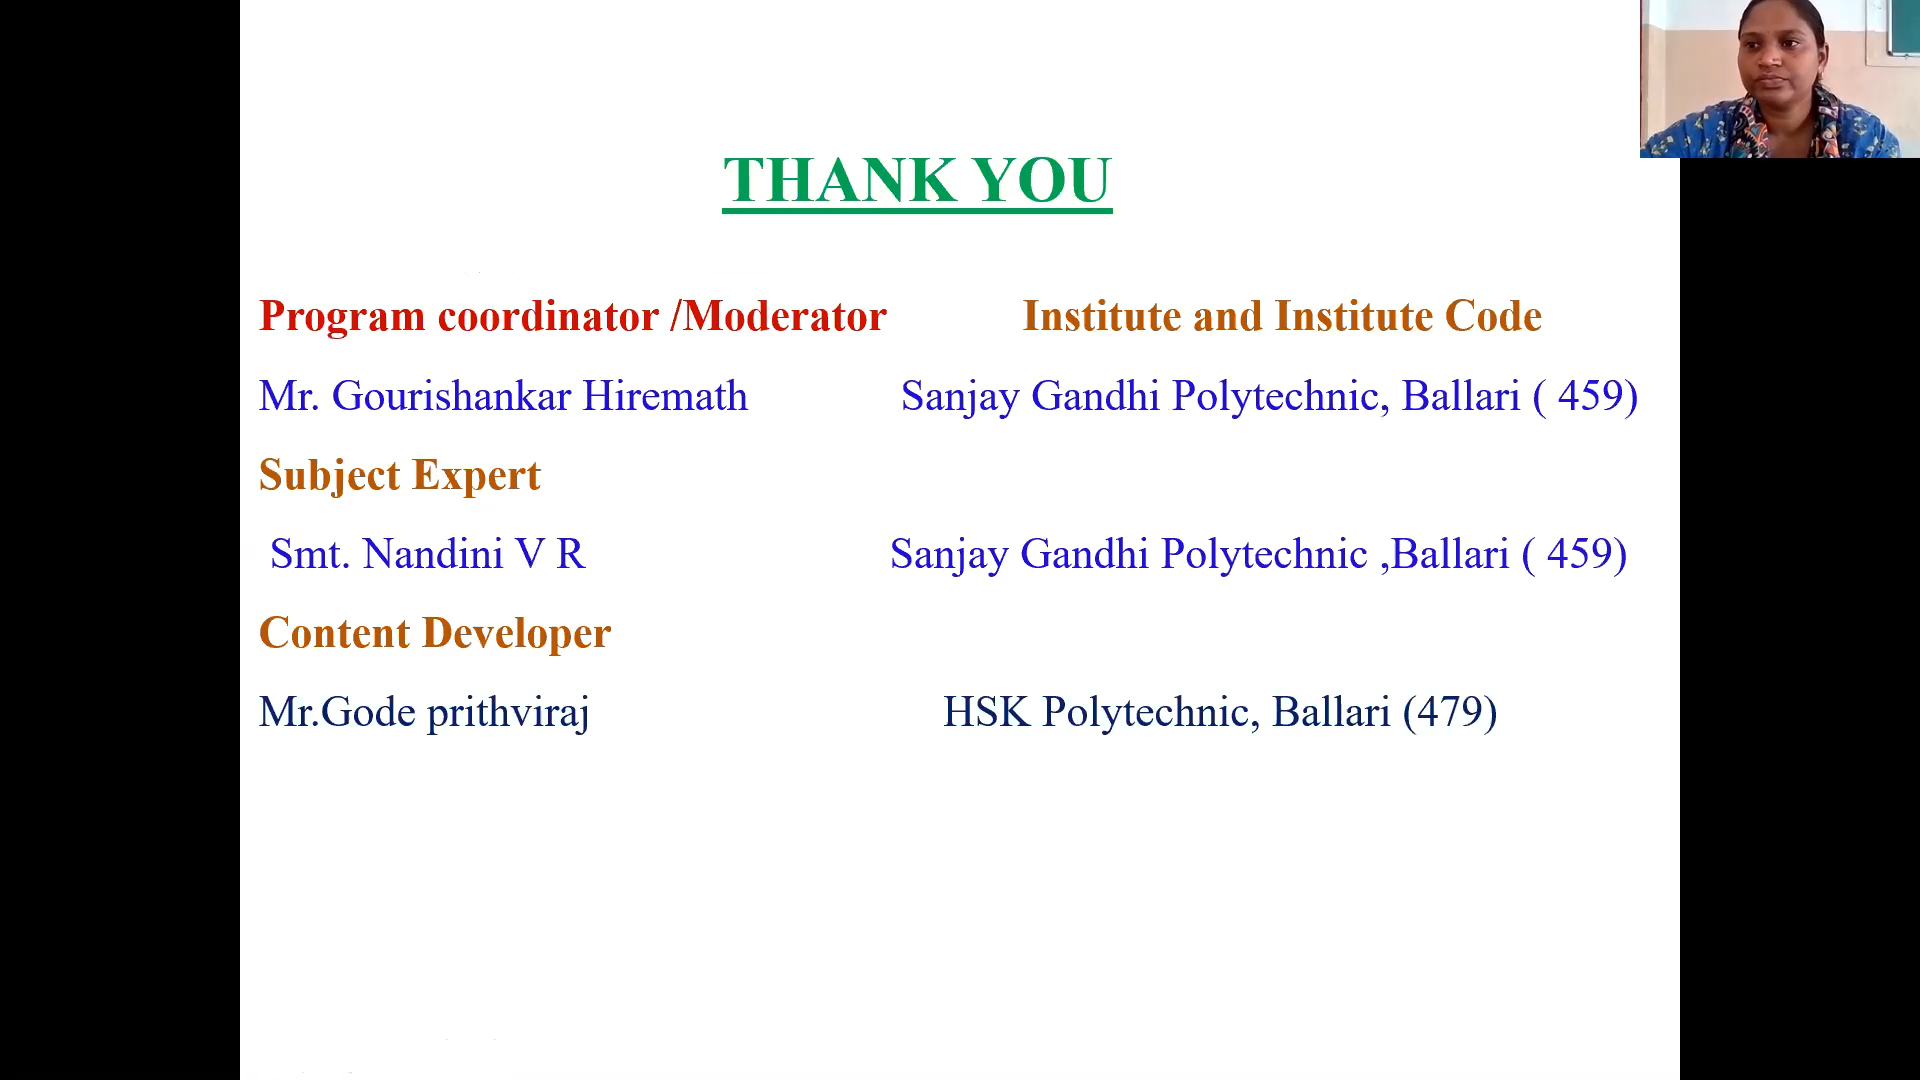 THANK YOU
Program coordinator /Moderator Institute and Institute Code
Mr. Gourishankar Hiremath Sanjay Gandhi Polytechnic, Ballari ( 459)
Subject Expert
Smt. Nandini V R Sanjay Gandhi Polytechnic ,Ballari ( 459)
Content Developer
Mr.Gode prithviraj HSK Polytechnic, Ballari (479)